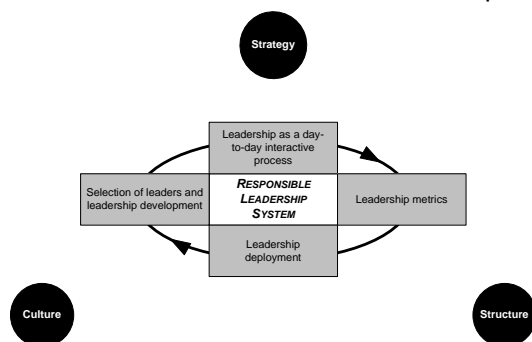 Strategy
Leadership as a day-
to-day interactive
process
Selection of leaders and
leadership development
RESPONSIBLE
LEADERSHIP
SYSTEM
Leadership metrics
Leadership
deployment
Culture
Structure